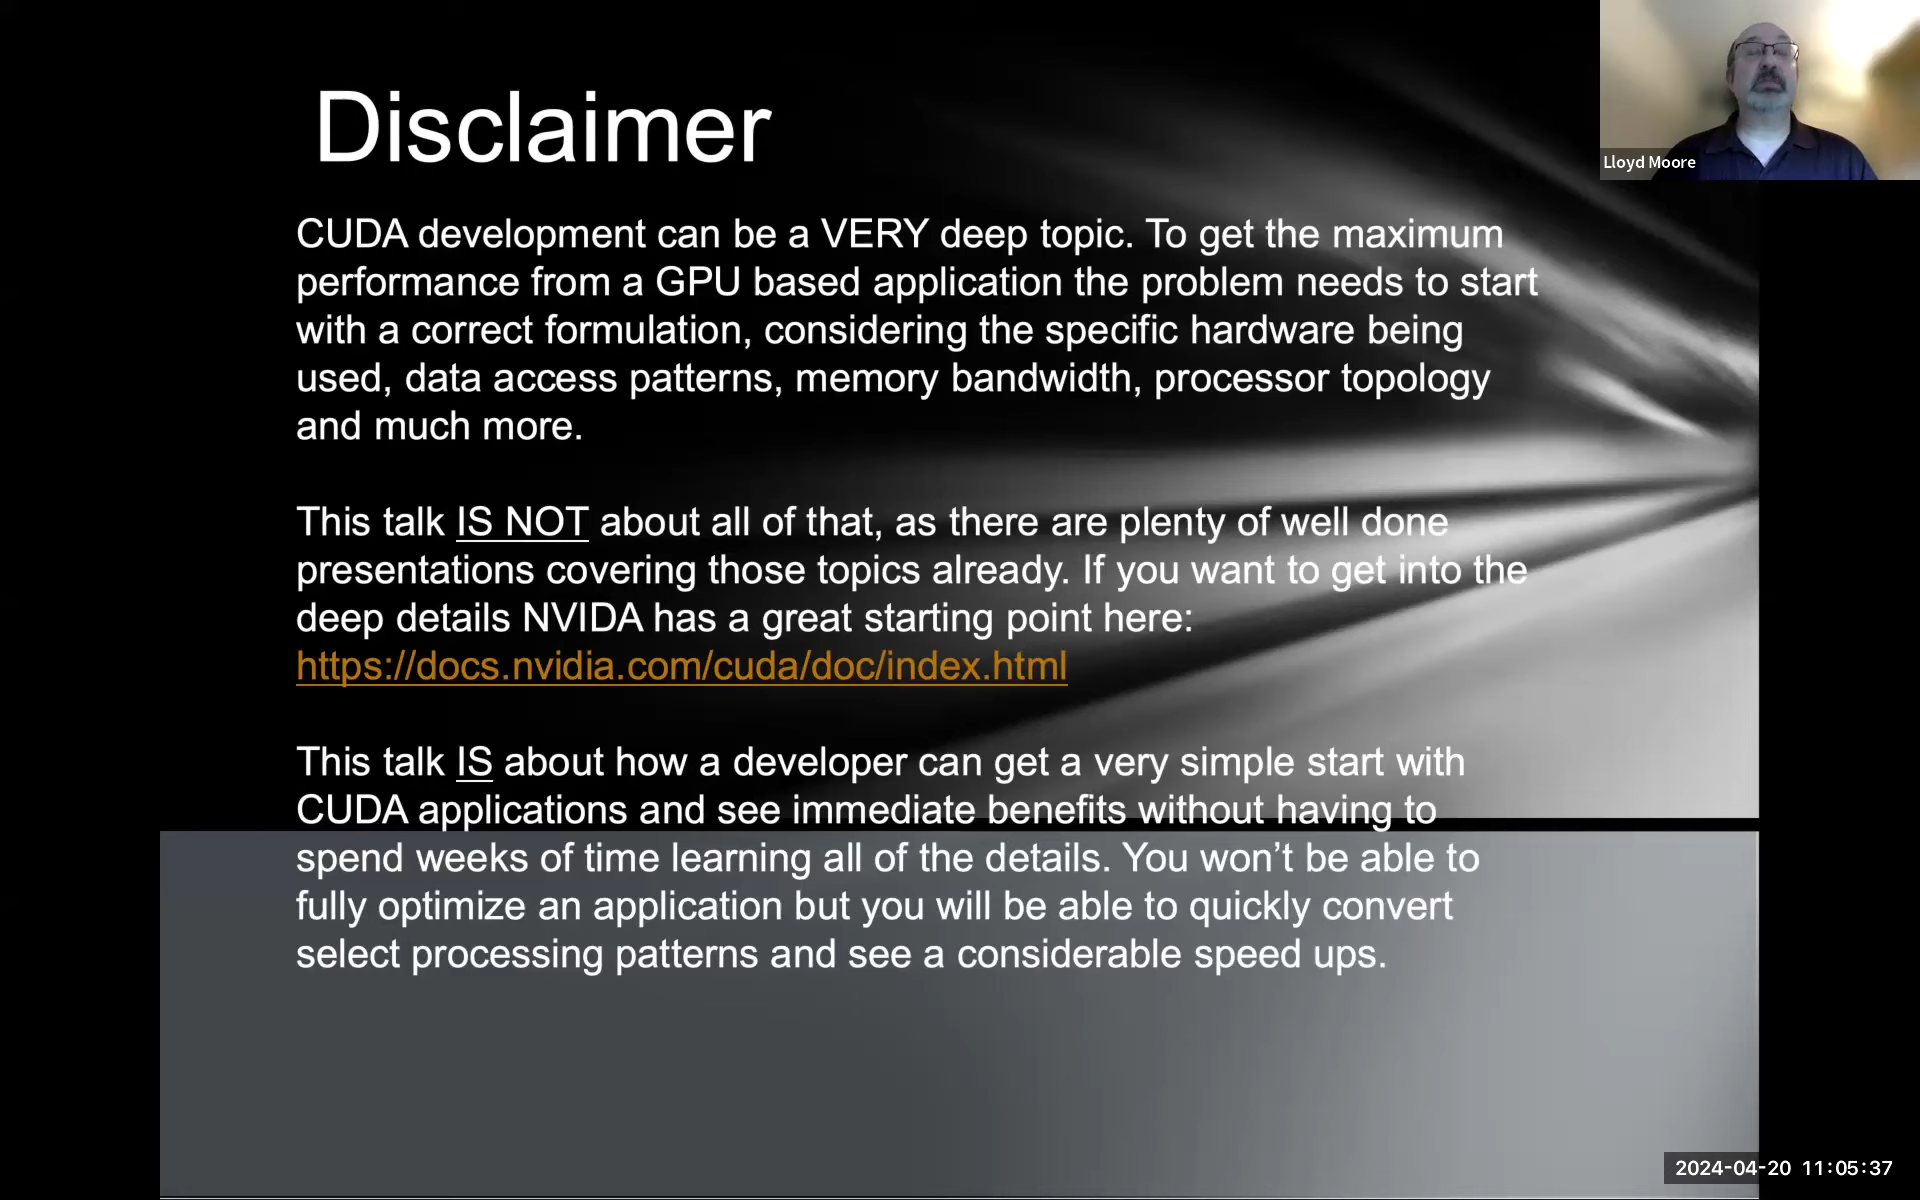 Disclaimer
Lloyd Moore
CUDA development can be a VERY deep topic. To get the maximum
performance from a GPU based application the problem needs to start
with a correct formulation, considering the specific hardware being
used, data access patterns, memory bandwidth, processor topology
and much more.
This talk IS NOT about all of that, as there are plenty of well done
presentations covering those topics already. If you want to get into the
deep details NVIDA has a great starting point here:
https://docs.nvidia.com/cuda/doc/index.html
This talk IS about how a developer can get a very simple start with
CUDA applications and see immediate benefits without having to
spend weeks of time learning all of the details. You won’t be able to
fully optimize an application but you will be able to quickly convert
select processing patterns and see a considerable speed ups.
2024-04-20 11:05:37